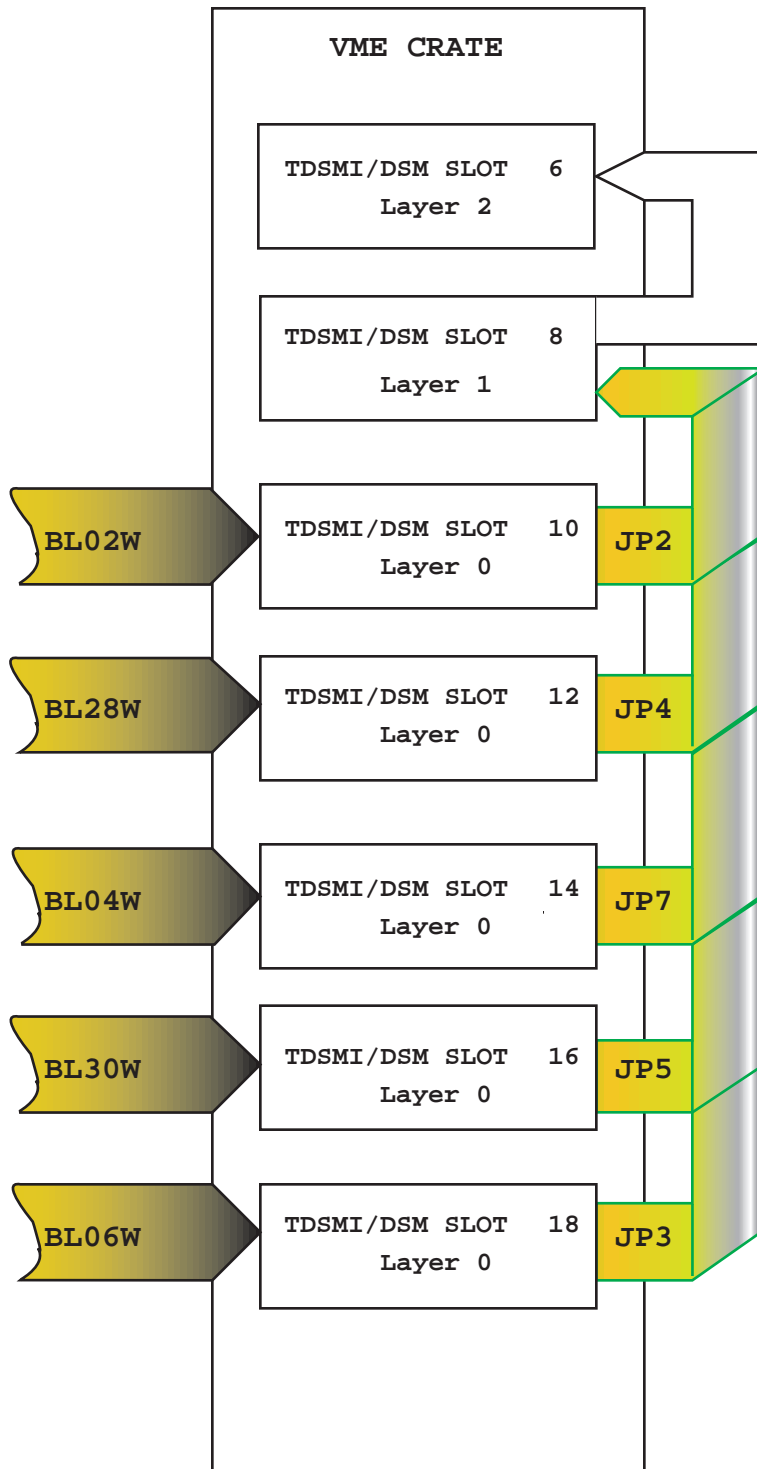 VME CRATE
TDSMI/DSM SLOT 6
Layer 2
TDSMI/DSM SLOT 8
Layer 1
BL02W
TDSMI/DSM SLOT 10
Layer 0
JP2
BL28W
TDSMI/DSM SLOT 12
Layer 0
JP4
BL04W
TDSMI/DSM SLOT 14
Layer 0
JP7
BL30W
TDSMI/DSM SLOT 16
Layer 0
JP5
BL06W
TDSMI/DSM SLOT 18
Layer 0
JP3